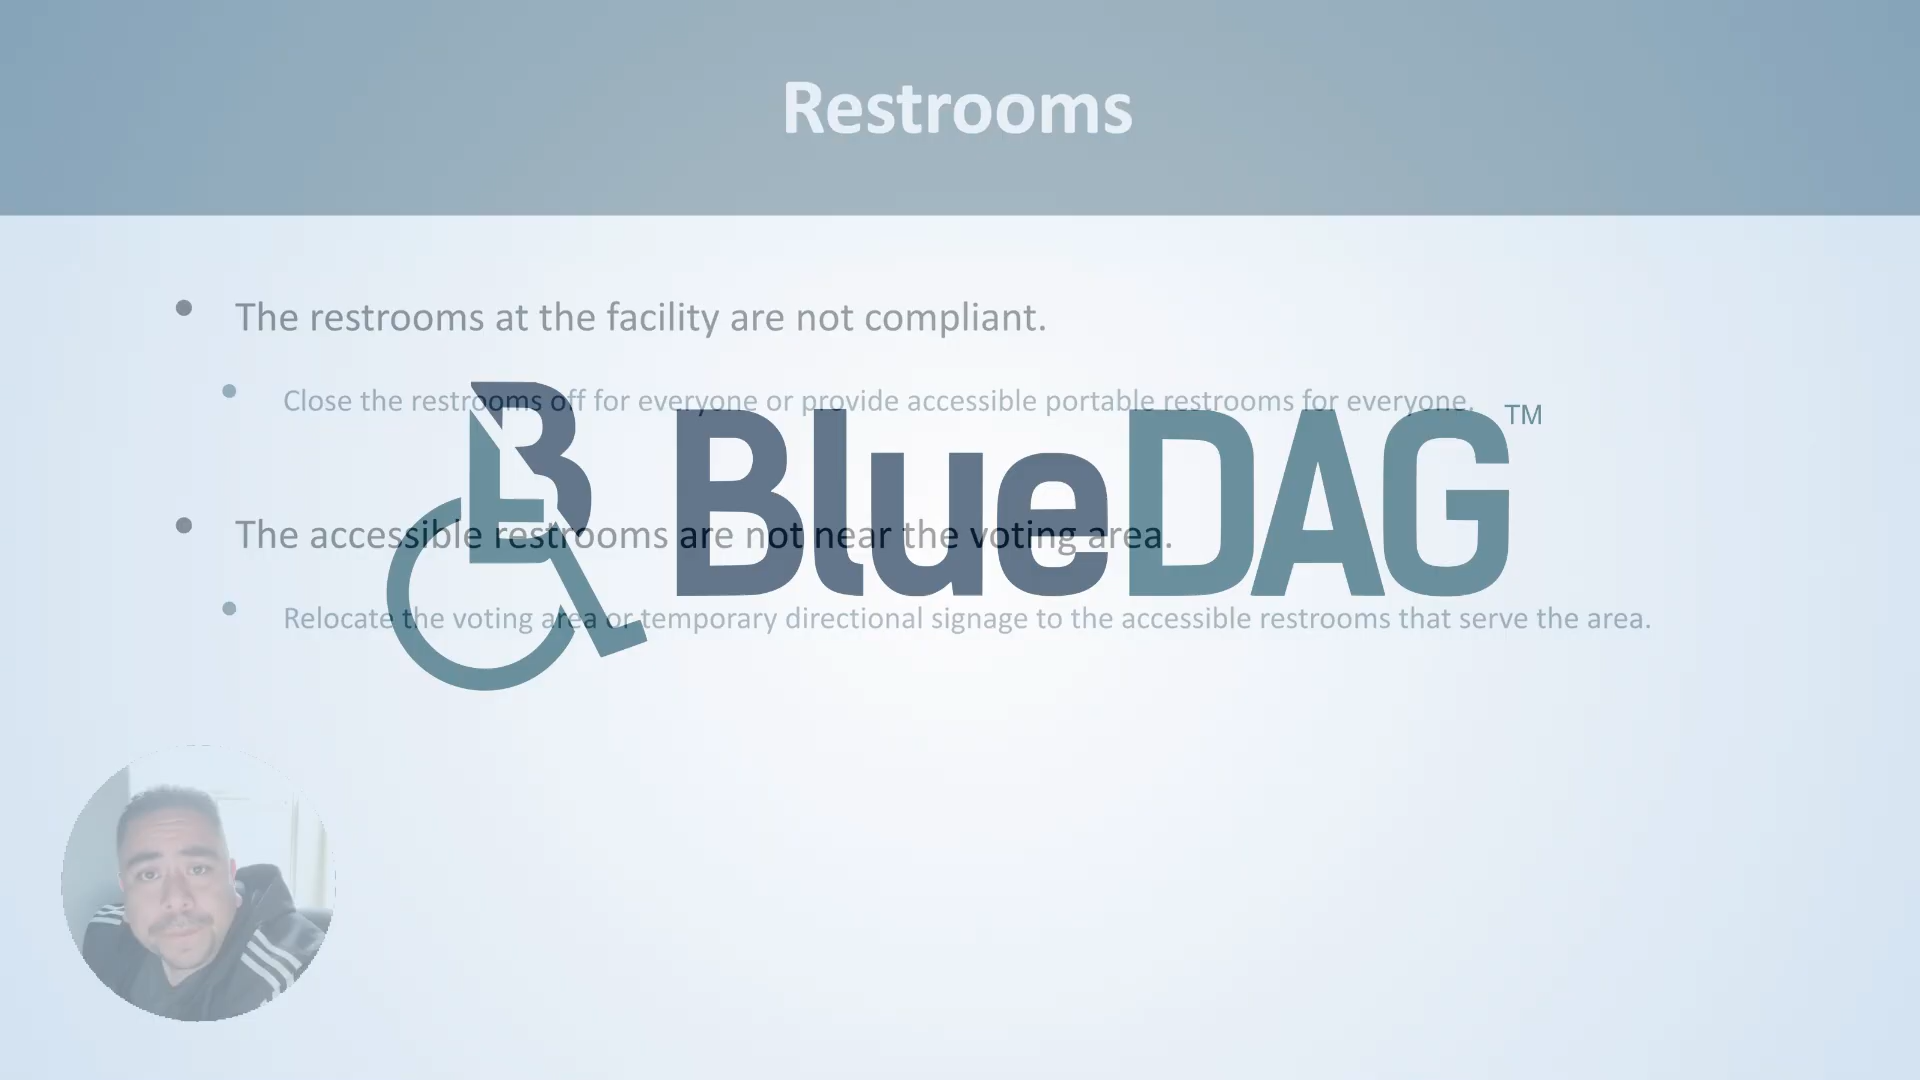 Restrooms
• The restrooms at the facility are not compliant.
• Close the restrooms off for everyone or provide accessible portable restrooms for everyone.
BlueDAG™
• The accessible restrooms are not near the voting area.
• Relocate the voting area or temporary directional signage to the accessible restrooms that serve the area.